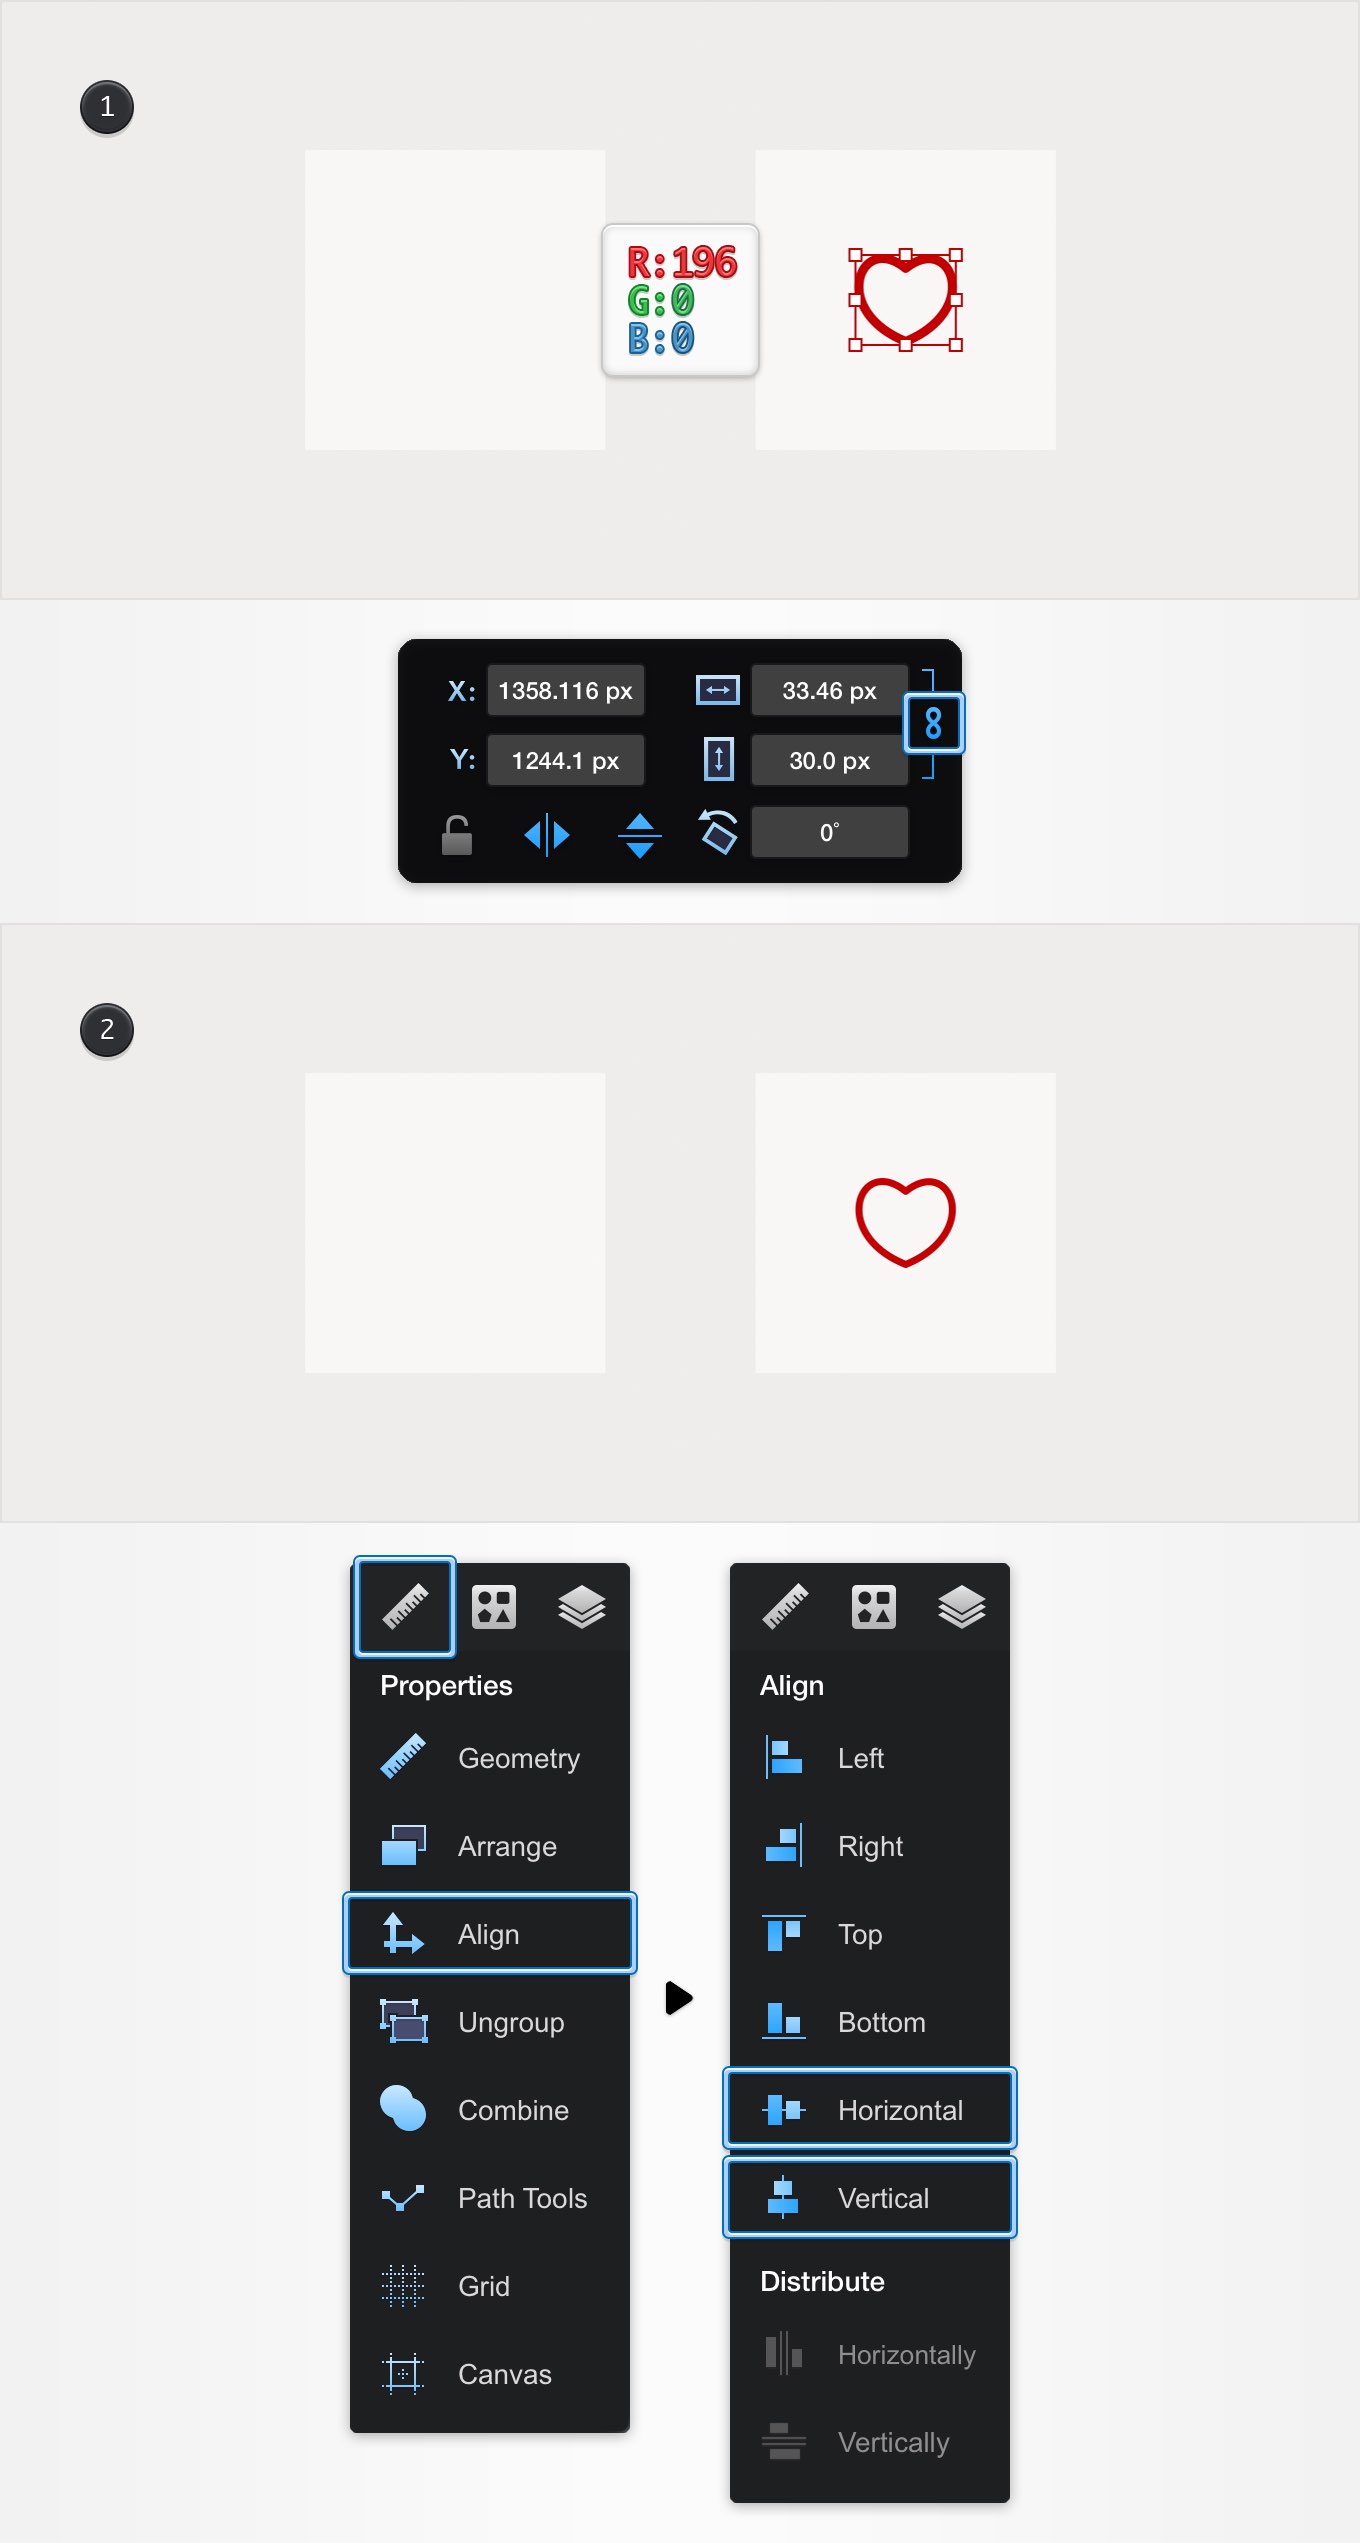 1
R:196
G:0
B:0
X: 1358.116 px 33.46 px
Y: 1244.1 px 30.0 px
0°
2
Properties
Geometry
Arrange
Align
Ungroup
Combine
Path Tools
Grid
Canvas
Align
Left
Right
Top
Bottom
Horizontal
Vertical
Distribute
Horizontally
Vertically